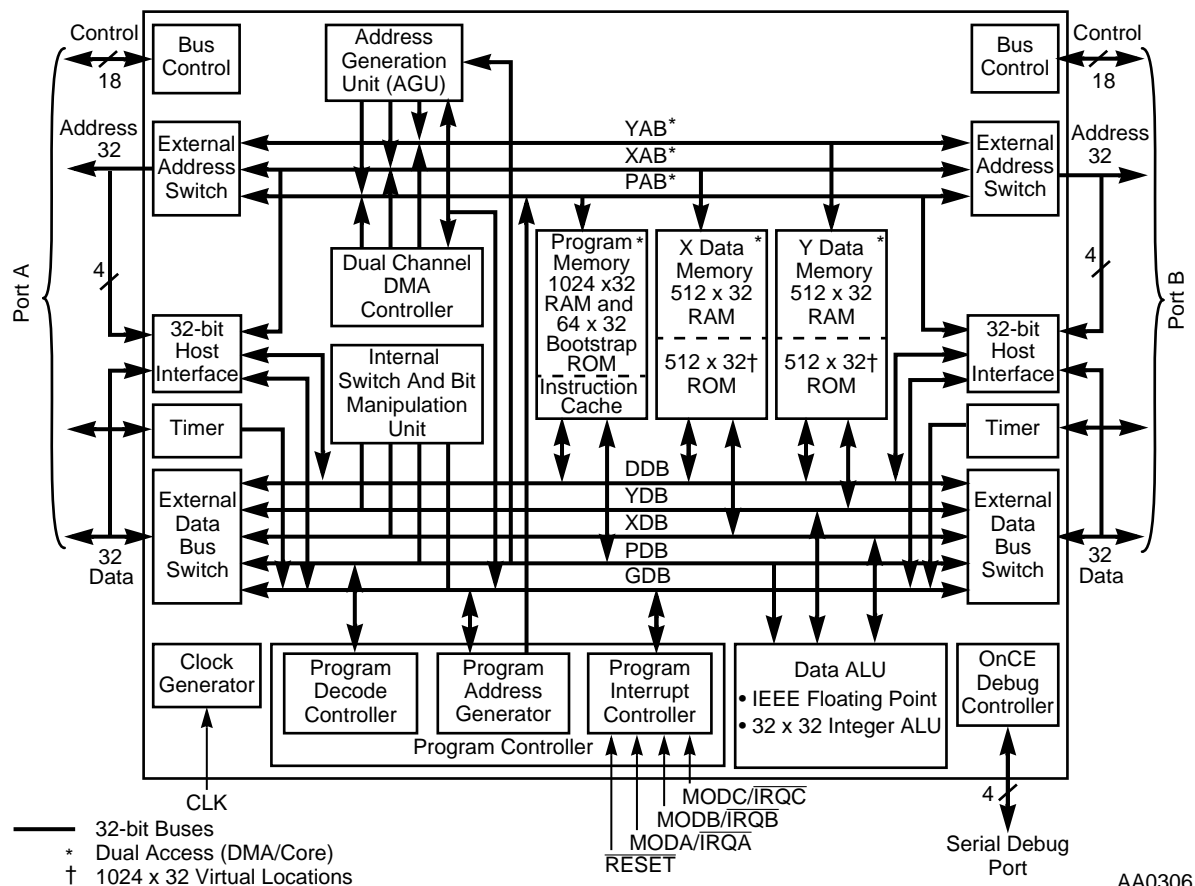 Control
18
Bus
Control
Address
Generation
Unit (AGU)
Bus
Control
Control
18
Address
32
External
Address
Switch
YAB*
XAB*
PAB*
External
Address
Switch
Address
32
Port A
4
Dual Channel
DMA
Controller
Program *
Memory
1024 x32
RAM and
64 x 32
Bootstrap
ROM
Instruction
Cache
X Data *
Memory
512 x 32
RAM
512 x 32†
ROM
Y Data *
Memory
512 x 32
RAM
512 x 32†
ROM
4
Port B
32-bit
Host
Interface
Internal
Switch And Bit
Manipulation
Unit
32-bit
Host
Interface
Timer
Timer
External
Data
Bus
Switch
DDB
YDB
XDB
PDB
GDB
External
Data
Bus
Switch
32
Data
32
Data
Clock
Generator
Program
Decode
Controller
Program
Address
Generator
Program
Interrupt
Controller
Program Controller
Data ALU
• IEEE Floating Point
• 32 x 32 Integer ALU
OnCE
Debug
Controller
CLK
MODC/IRQC
MODB/IRQB
MODA/IRQA
RESET
4
Serial Debug
Port
32-bit Buses
* Dual Access (DMA/Core)
† 1024 x 32 Virtual Locations
AA0306